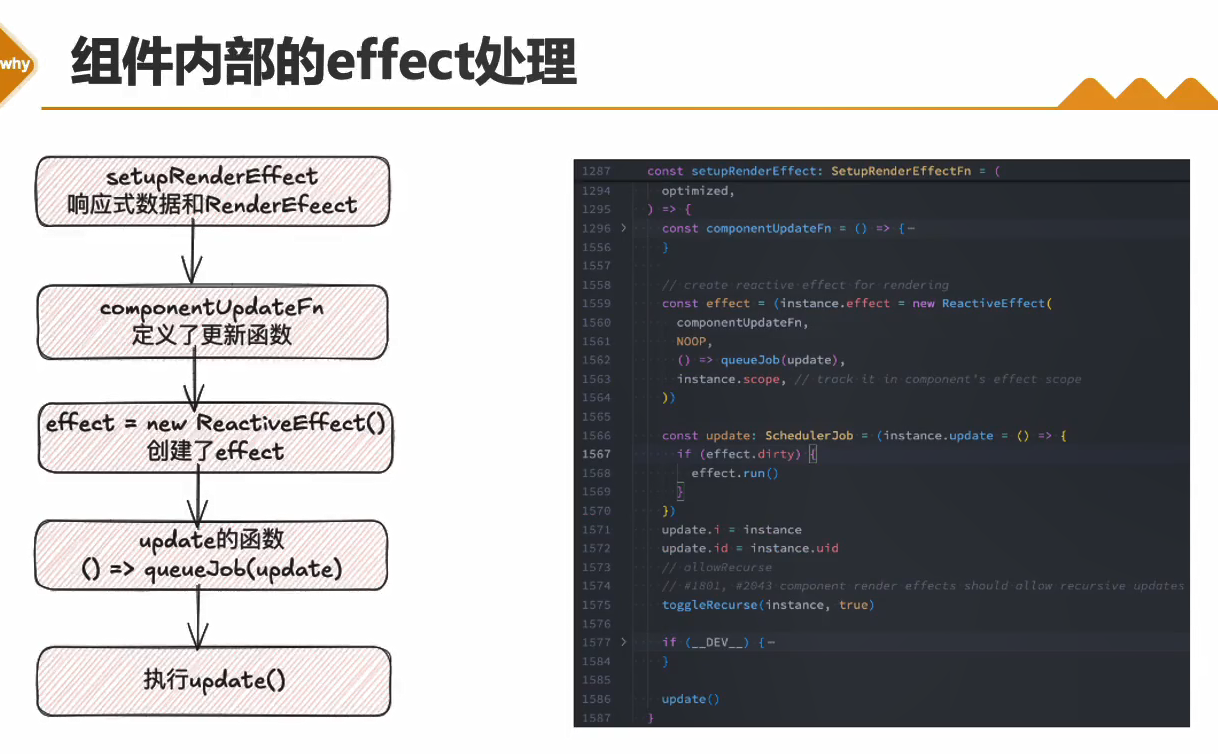 why
组件内部的effect处理
setupRenderEffect
响应式数据和RenderEfeect
componentUpdateFn
定义了更新函数
effect = new ReactiveEffect()
创建了effect
update的函数
() => queueJob(update)
执行update()
1287 const setupRenderEffect: SetupRenderEffectFn = (
1294 optimized,
1295 ) => {
1296 const componentUpdateFn = () => {–
1556 }
1557
1558 // create reactive effect for rendering
1559 const effect = (instance.effect = new ReactiveEffect(
1560 componentUpdateFn,
1561 NOOP,
1562 () => queueJob(update),
1563 instance.scope, // track it in component's effect scope
1564 ))
1565
1566 const update: SchedulerJob = (instance.update = () => {
1567 if (effect.dirty) {
1568 effect.run()
1569 }
1570 })
1571 update.i = instance
1572 update.id = instance.uid
1573 // allowRecurse
1574 // #1801, #2043 component render effects should allow recursive updates
1575 toggleRecurse(instance, true)
1576
1577 if (__DEV__) {–
1584 }
1585
1586 update()
1587 }